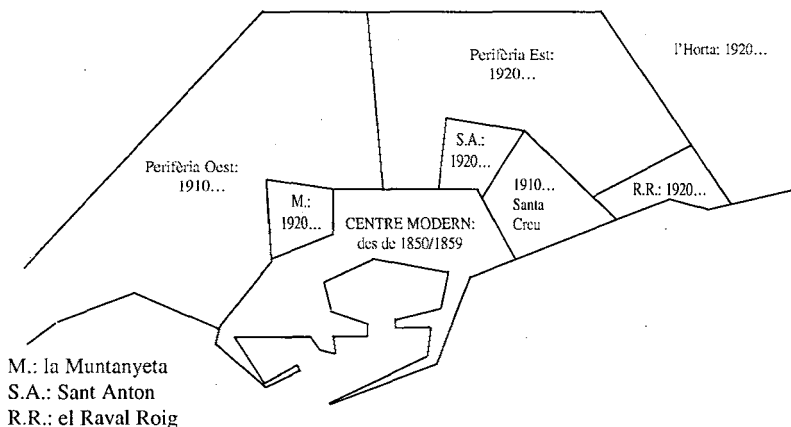 Perifèria Est:
1920...
l'Horta: 1920...
S.A.:
1920...
Perifèria Oest:
1910...
1910...
Santa
Creu
R.R.: 1920...
M.:
1920...
CENTRE MODERN:
des de 1850/1859
M.: la Muntanyeta
S.A.: Sant Anton
R.R.: el Raval Roig